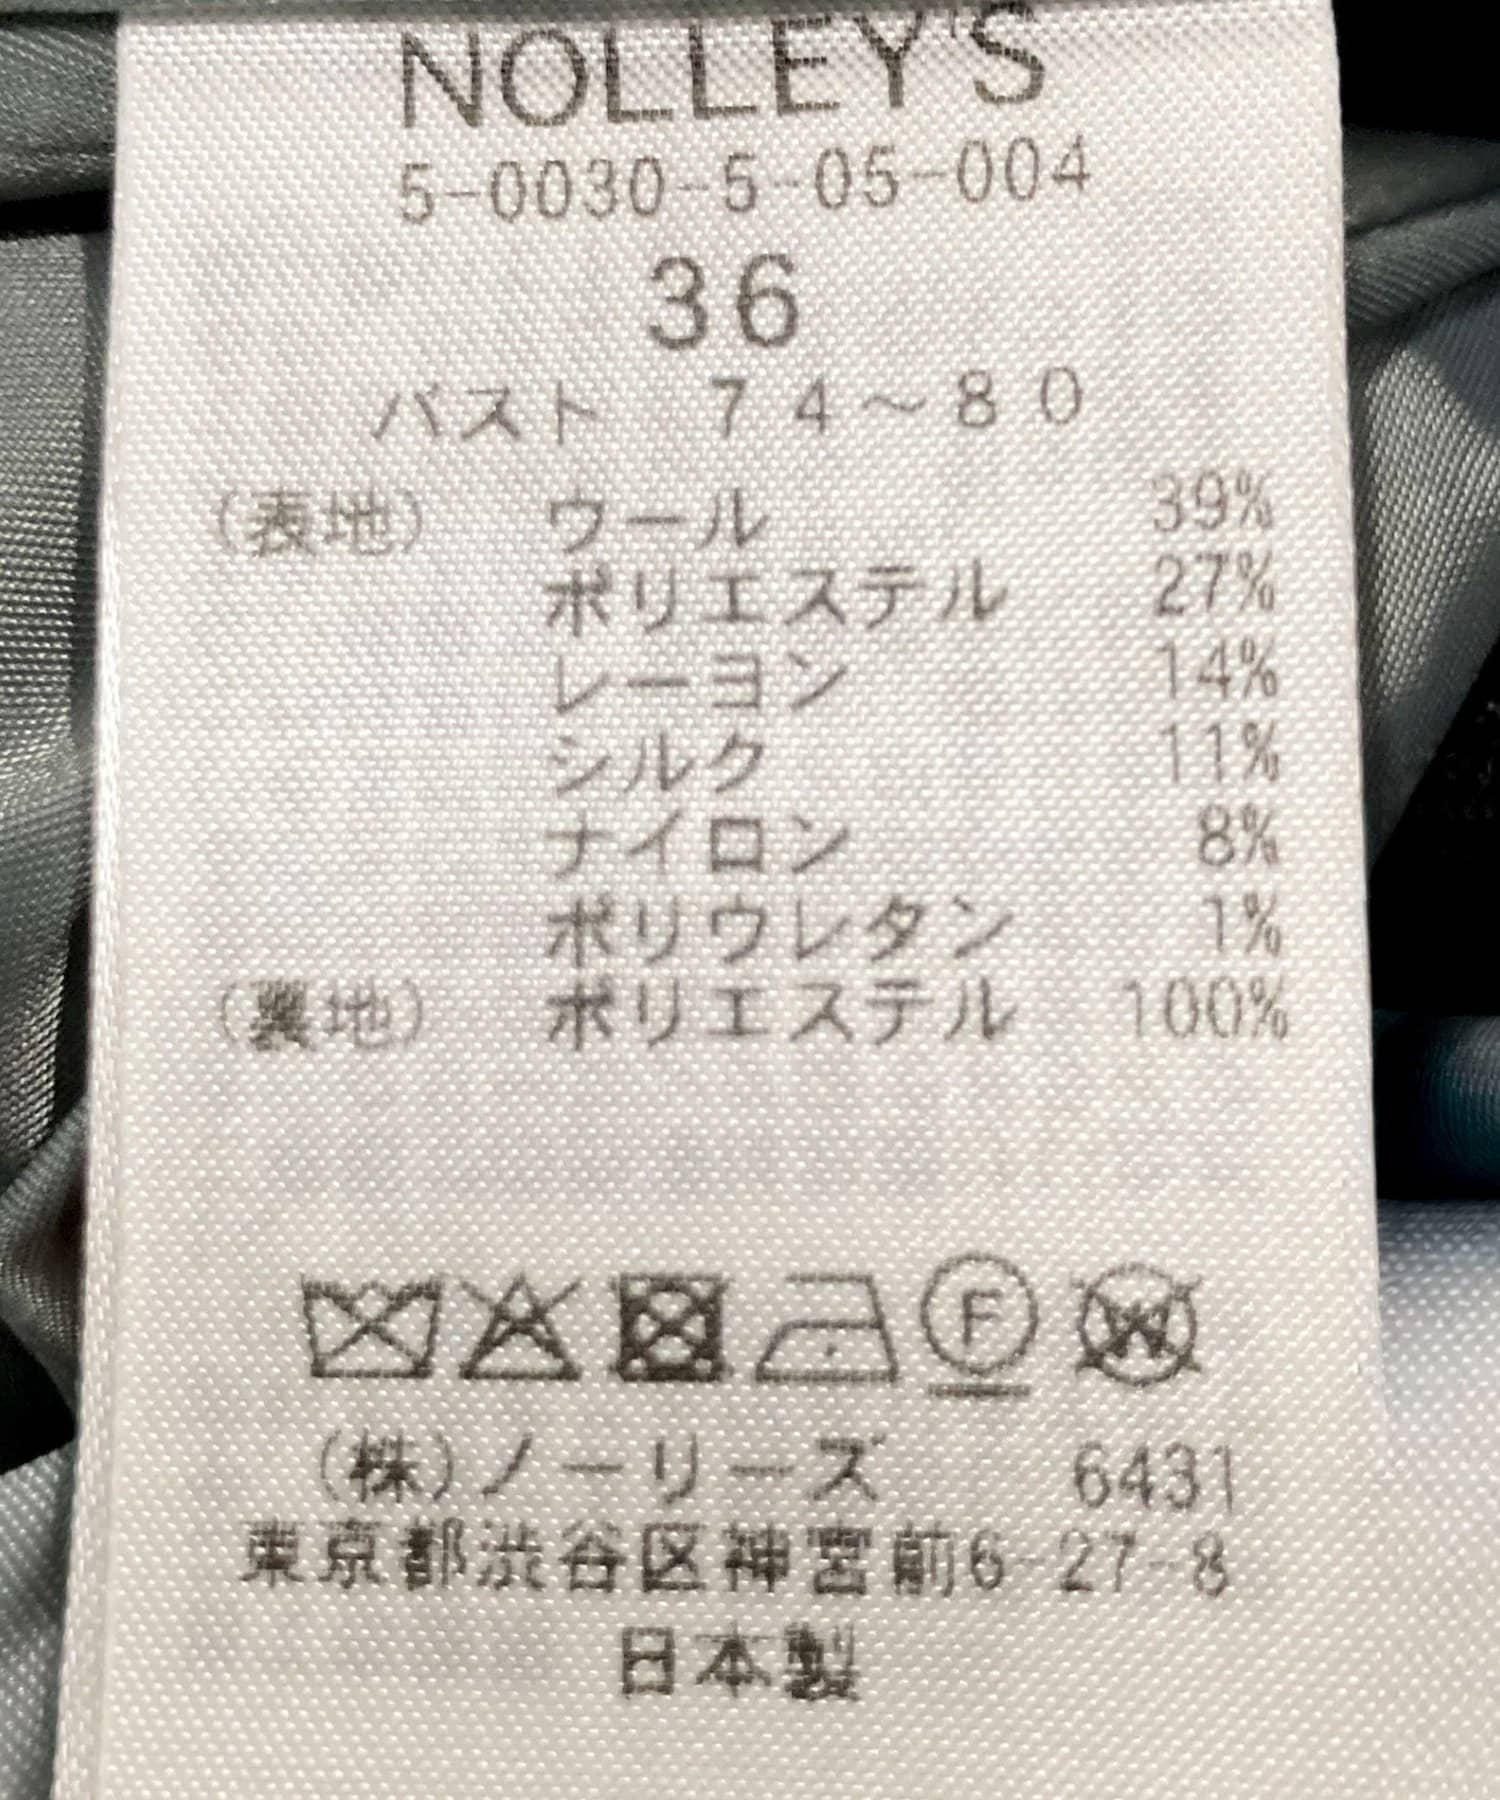 NOLLEY'S
5-0030-5-05-004
36
バスト 74～80
(表地) ウール 39%
ポリエステル 27%
レーヨン 14%
シルク 11%
ナイロン 8%
ポリウレタン 1%
(裏地) ポリエステル 100%
F W
(株)ノーリーズ 6431
東京都渋谷区神宮前6-27-8
日本製